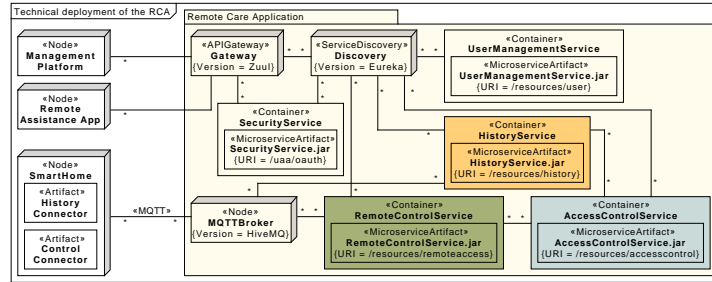 Technical deployment of the RCA
Remote Care Application
«Node»
Management
Platform
«APIGateway»
Gateway
{Version = Zuul}
«ServiceDiscovery»
Discovery
{Version = Eureka}
«Container»
UserManagementService
«MicroserviceArtifact»
UserManagementService.jar
{URI = /resources/user}
«Node»
Remote
Assistance App
«Container»
SecurityService
«MicroserviceArtifact»
SecurityService.jar
{URI = /uaa/oauth}
«Container»
HistoryService
«MicroserviceArtifact»
HistoryService.jar
{URI = /resources/history}
«Node»
SmartHome
«Artifact»
History
Connector
«Artifact»
Control
Connector
«MQTT»
«Node»
MQTTBroker
{Version = HiveMQ}
«Container»
RemoteControlService
«MicroserviceArtifact»
RemoteControlService.jar
{URI = /resources/remoteaccess}
«Container»
AccessControlService
«MicroserviceArtifact»
AccessControlService.jar
{URI = /resources/accesscontrol}